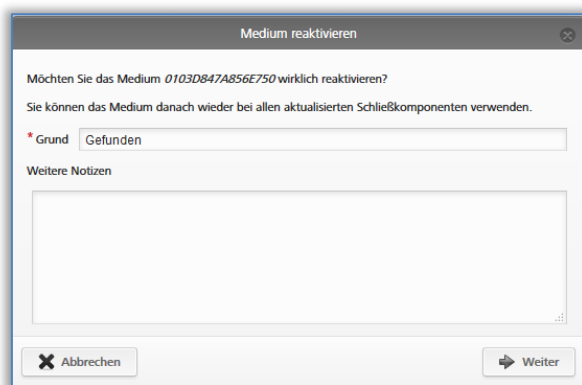 Medium reaktivieren
Möchten Sie das Medium 0103D847A856E750 wirklich reaktivieren?
Sie können das Medium danach wieder bei allen aktualisierten Schließkomponenten verwenden.
* Grund Gefunden
Weitere Notizen
Abbrechen Weiter